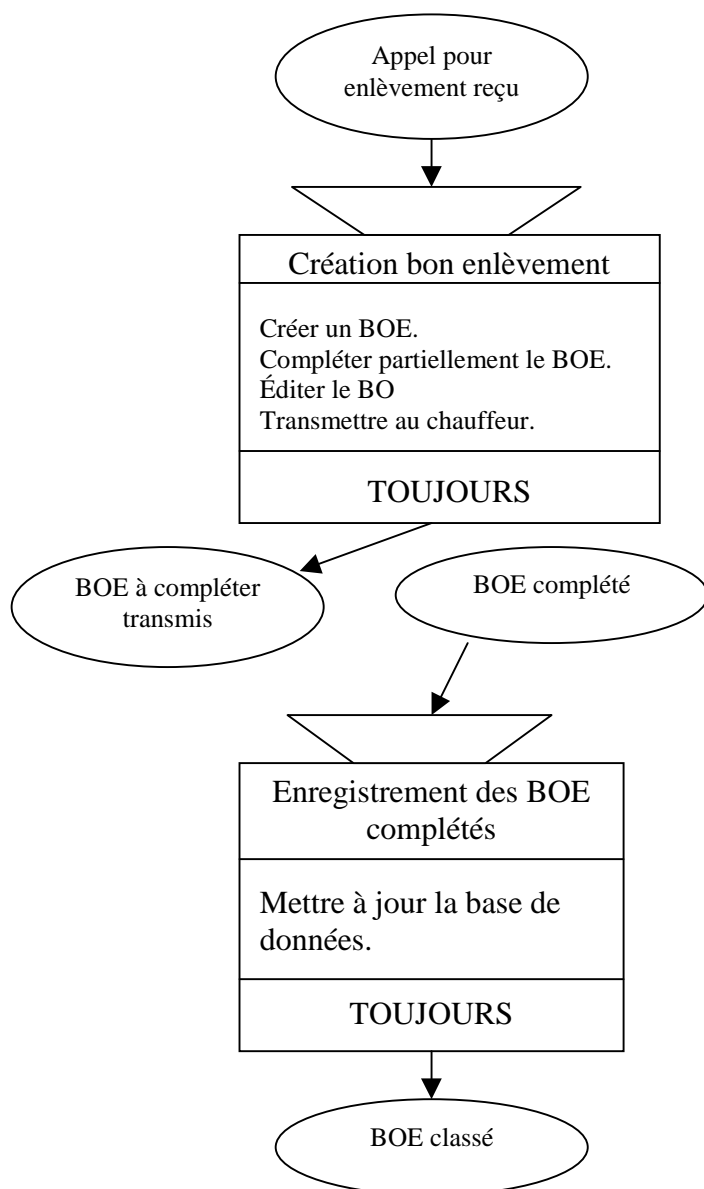 Appel pour
enlèvement reçu
Création bon enlèvement
Créer un BOE.
Compléter partiellement le BOE.
Éditer le BO
Transmettre au chauffeur.
TOUJOURS
BOE à compléter
transmis
BOE complété
Enregistrement des BOE
complétés
Mettre à jour la base de
données.
TOUJOURS
BOE classé